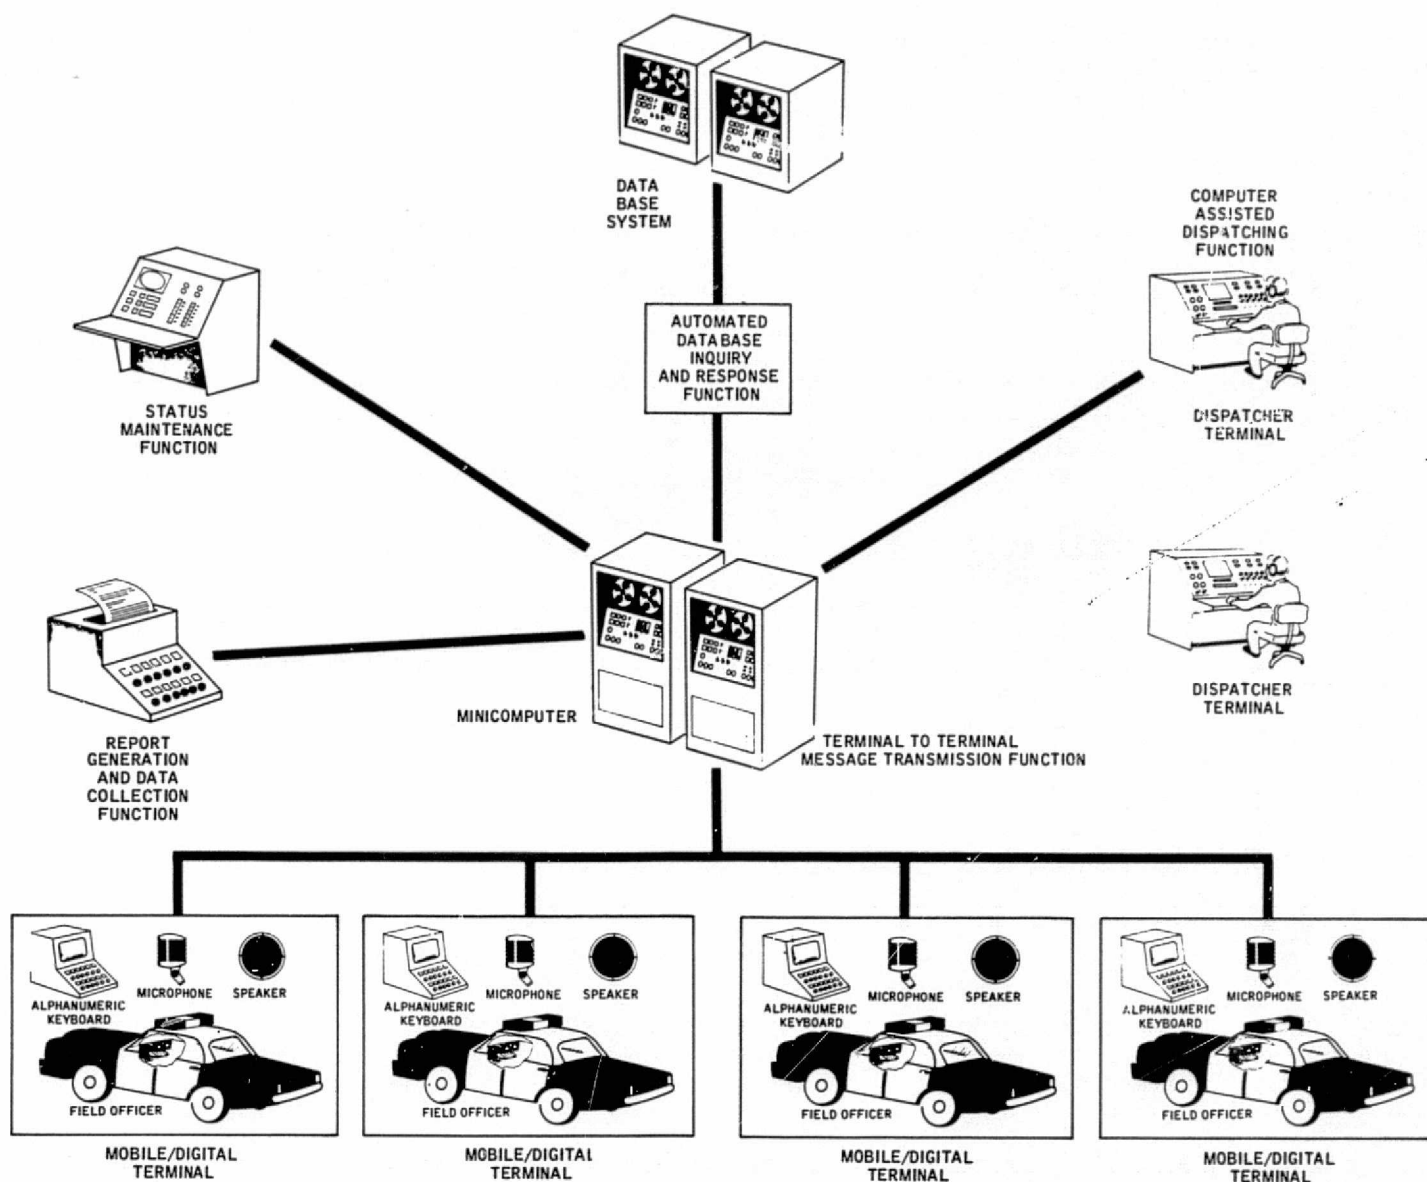 DATA
BASE
SYSTEM
COMPUTER
ASSISTED
DISPATCHING
FUNCTION
AUTOMATED
DATA BASE
INQUIRY
AND RESPONSE
FUNCTION
STATUS
MAINTENANCE
FUNCTION
DISPATCHER
TERMINAL
DISPATCHER
TERMINAL
MINICOMPUTER
TERMINAL TO TERMINAL
MESSAGE TRANSMISSION FUNCTION
REPORT
GENERATION
AND DATA
COLLECTION
FUNCTION
ALPHANUMERIC
KEYBOARD
MICROPHONE
SPEAKER
FIELD OFFICER
MOBILE/DIGITAL
TERMINAL
ALPHANUMERIC
KEYBOARD
MICROPHONE
SPEAKER
FIELD OFFICER
MOBILE/DIGITAL
TERMINAL
ALPHANUMERIC
KEYBOARD
MICROPHONE
SPEAKER
FIELD OFFICER
MOBILE/DIGITAL
TERMINAL
ALPHANUMERIC
KEYBOARD
MICROPHONE
SPEAKER
FIELD OFFICER
MOBILE/DIGITAL
TERMINAL